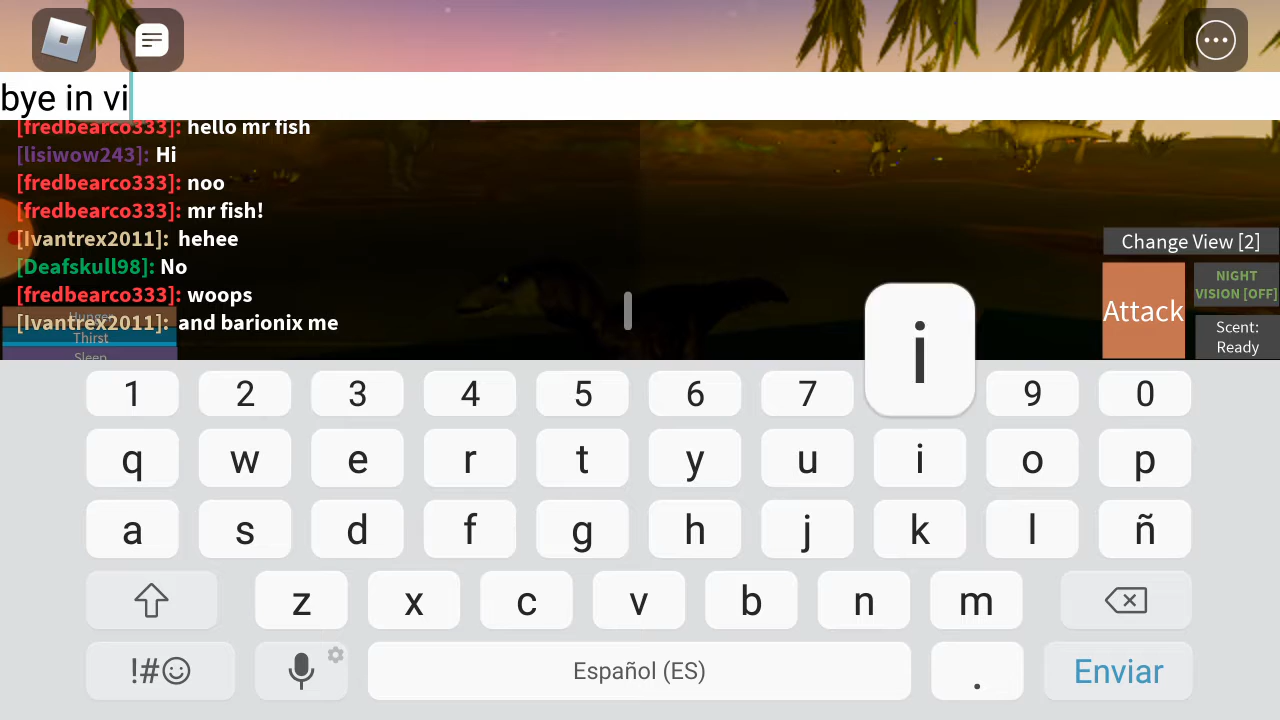 bye in vi
[fredbearco333]: hello mr fish
[lisiwow243]: Hi
[fredbearco333]: noo
[fredbearco333]: mr fish!
[Ivantrex2011]: hehee
[Deafskull98]: No
[fredbearco333]: woops
[Ivantrex2011]: and barionix me
Hunger
Thirst
Sleep
Change View [2]
Attack
NIGHT
VISION [OFF]
Scent:
Ready
i
1 2 3 4 5 6 7 9 0
q w e r t y u i o p
a s d f g h j k l ñ
z x c v b n m
!#☺ Español (ES) . Enviar